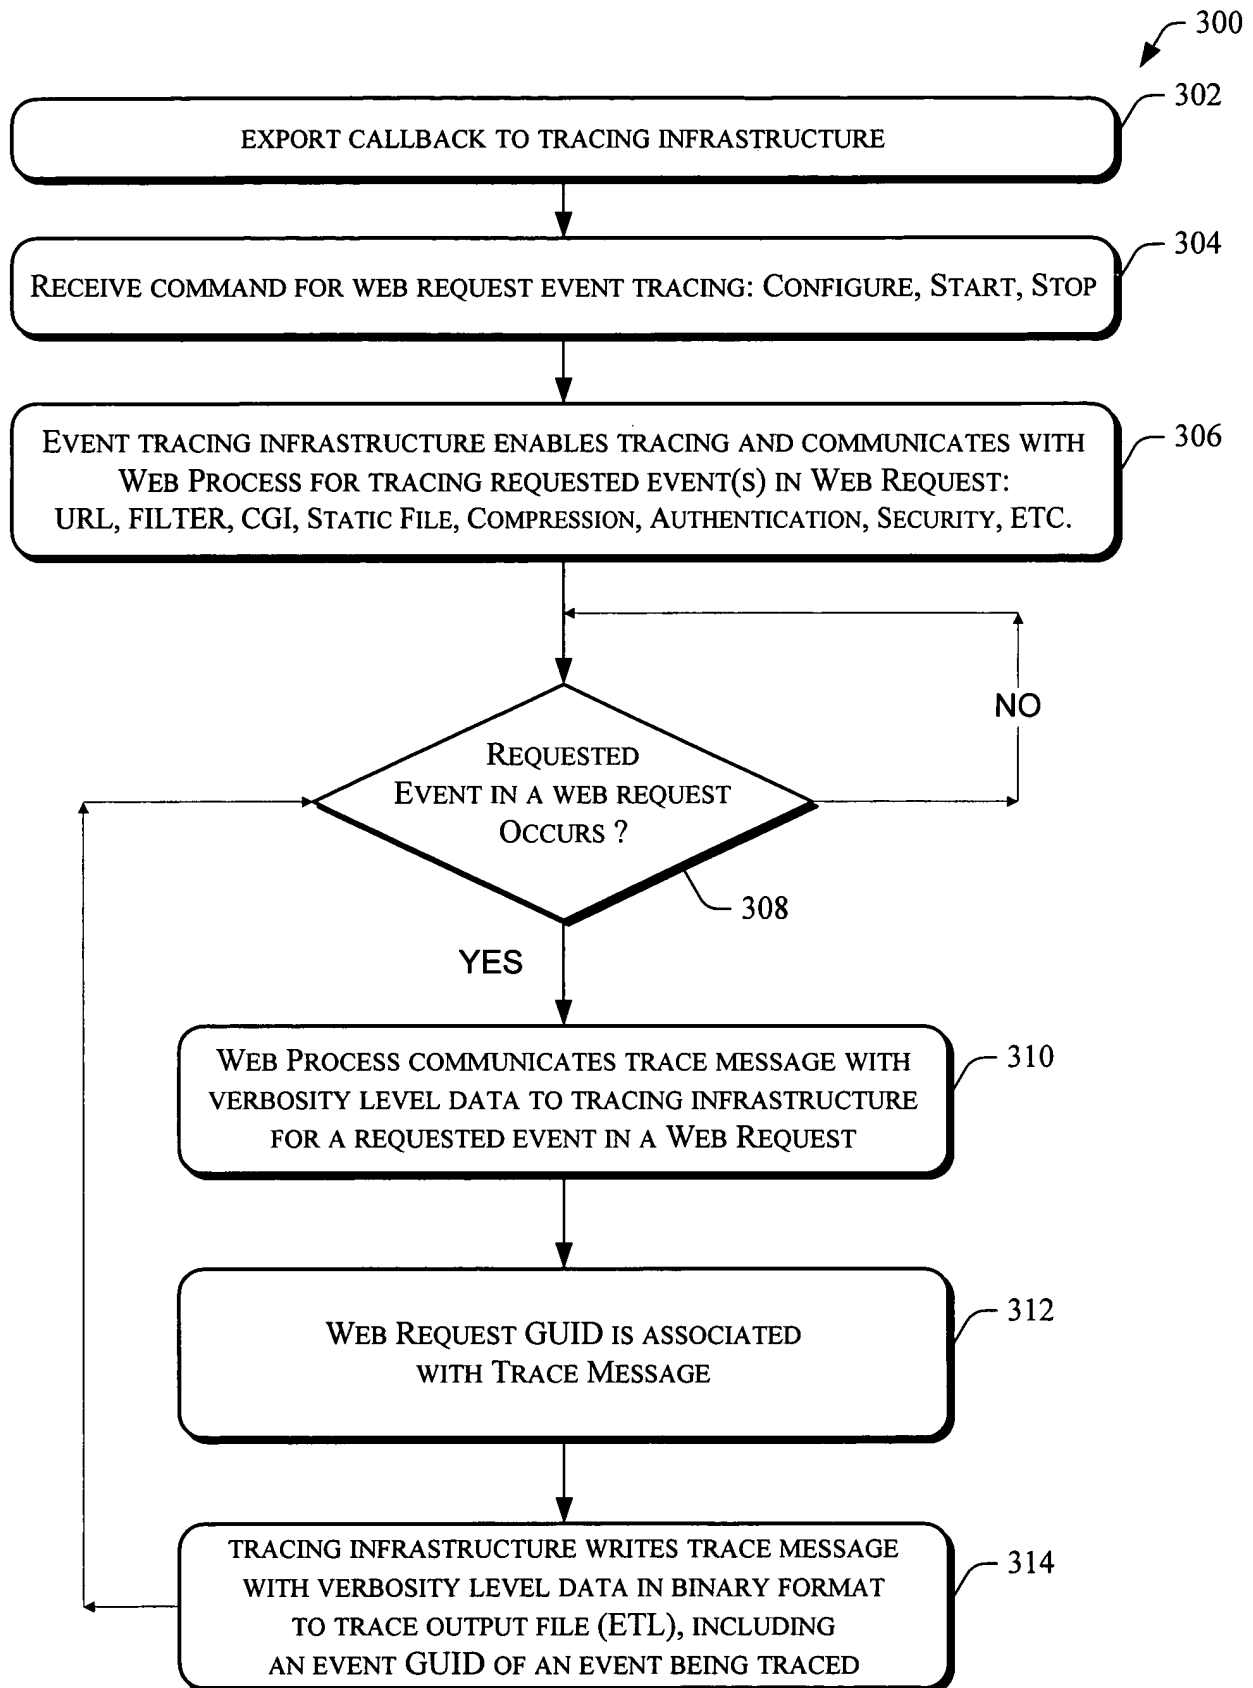 300
302
EXPORT CALLBACK TO TRACING INFRASTRUCTURE
304
RECEIVE COMMAND FOR WEB REQUEST EVENT TRACING: CONFIGURE, START, STOP
306
EVENT TRACING INFRASTRUCTURE ENABLES TRACING AND COMMUNICATES WITH
WEB PROCESS FOR TRACING REQUESTED EVENT(S) IN WEB REQUEST:
URL, FILTER, CGI, STATIC FILE, COMPRESSION, AUTHENTICATION, SECURITY, ETC.
NO
REQUESTED
EVENT IN A WEB REQUEST
OCCURS ?
308
YES
310
WEB PROCESS COMMUNICATES TRACE MESSAGE WITH
VERBOSITY LEVEL DATA TO TRACING INFRASTRUCTURE
FOR A REQUESTED EVENT IN A WEB REQUEST
312
WEB REQUEST GUID IS ASSOCIATED
WITH TRACE MESSAGE
314
TRACING INFRASTRUCTURE WRITES TRACE MESSAGE
WITH VERBOSITY LEVEL DATA IN BINARY FORMAT
TO TRACE OUTPUT FILE (ETL), INCLUDING
AN EVENT GUID OF AN EVENT BEING TRACED